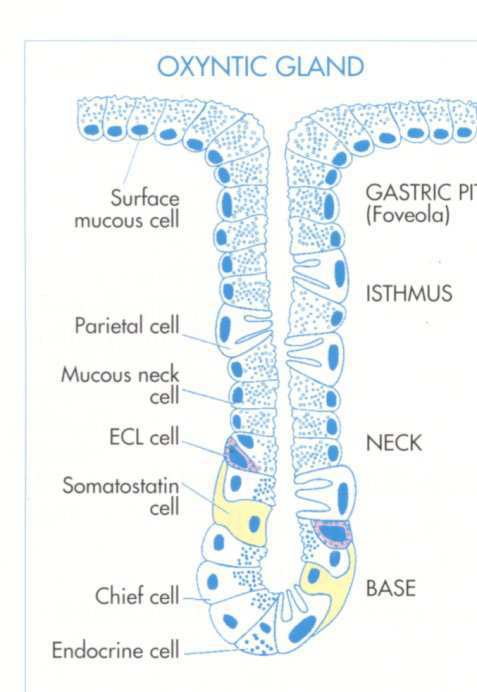 OXYNTIC GLAND
Surface
mucous cell
GASTRIC PI
(Foveola)
ISTHMUS
Parietal cell
Mucous neck
cell
ECL cell
NECK
Somatostatin
cell
Chief cell
BASE
Endocrine cell